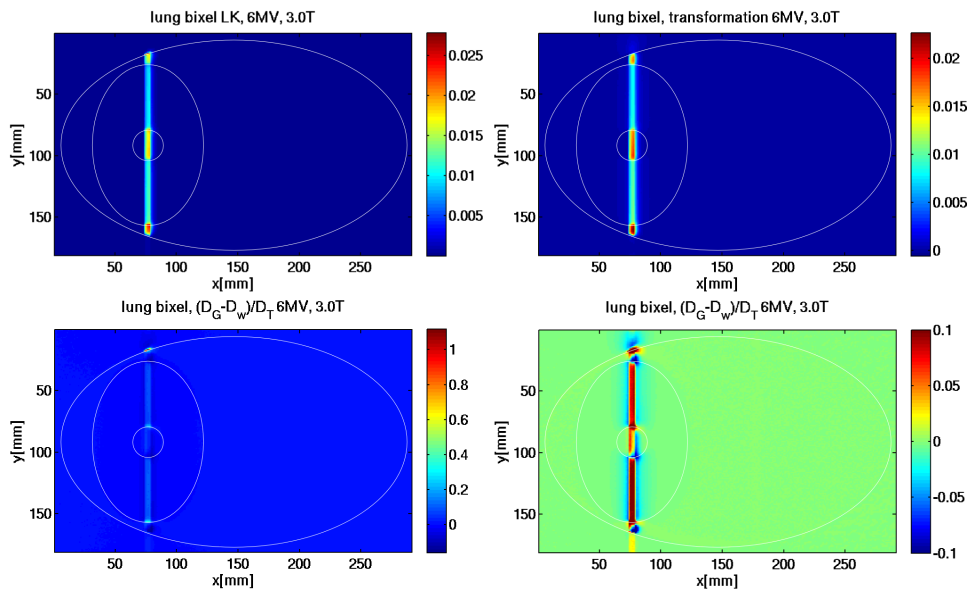 lung bixel LK, 6MV, 3.0T
50
100
150
y[mm]
50 100 150 200 250
x[mm]
0.025
0.02
0.015
0.01
0.005
lung bixel, transformation 6MV, 3.0T
50
100
150
y[mm]
50 100 150 200 250
x[mm]
0.02
0.015
0.01
0.005
0
lung bixel, (D_G-D_w)/D_T 6MV, 3.0T
50
100
150
y[mm]
50 100 150 200 250
x[mm]
1
0.8
0.6
0.4
0.2
0
lung bixel, (D_G-D_w)/D_T 6MV, 3.0T
50
100
150
y[mm]
50 100 150 200 250
x[mm]
0.1
0.05
0
-0.05
-0.1